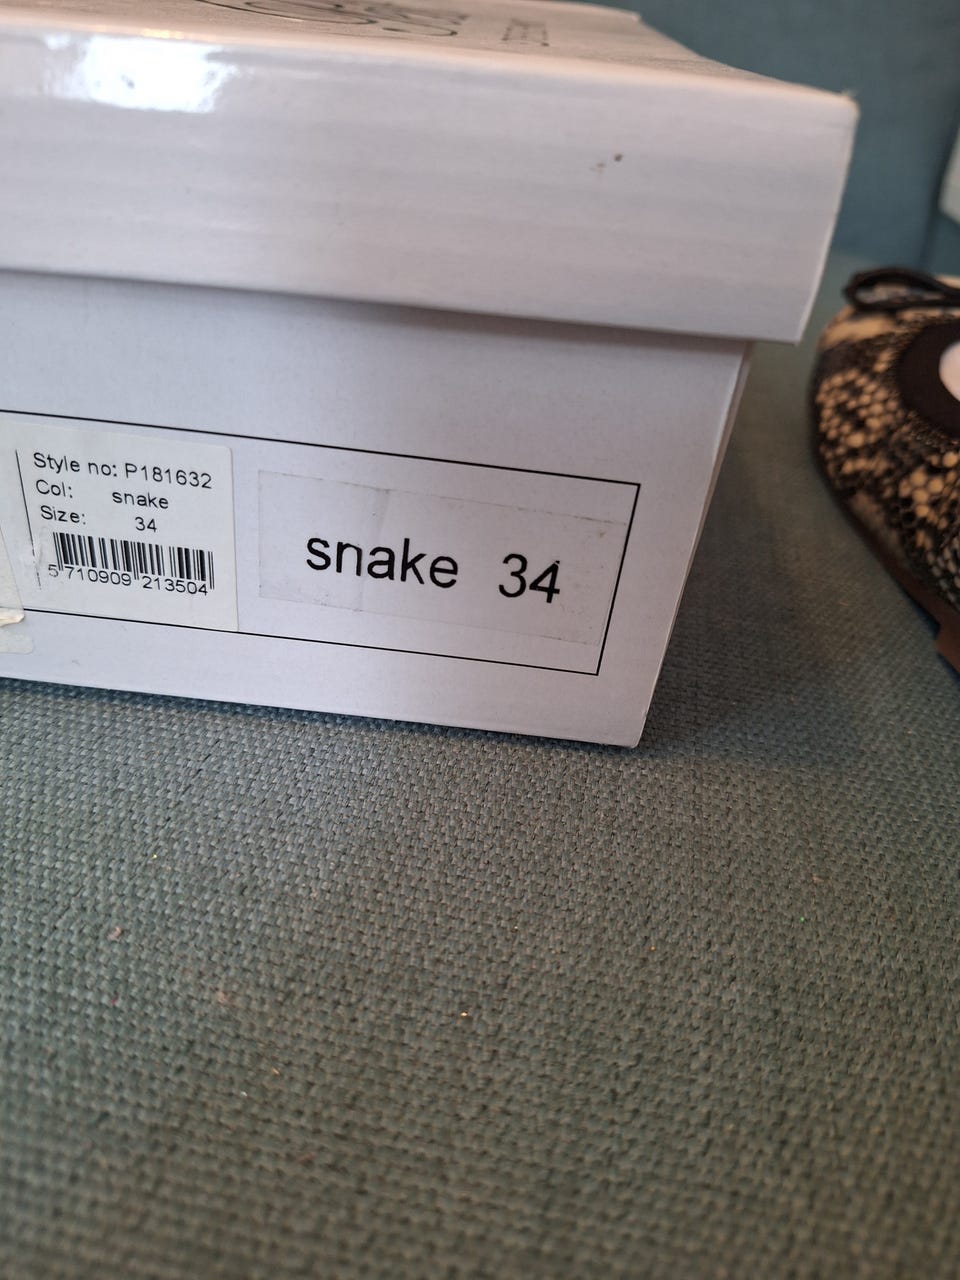 Style no: P181632
Col: snake
Size: 34
5 710909 213504
snake 34